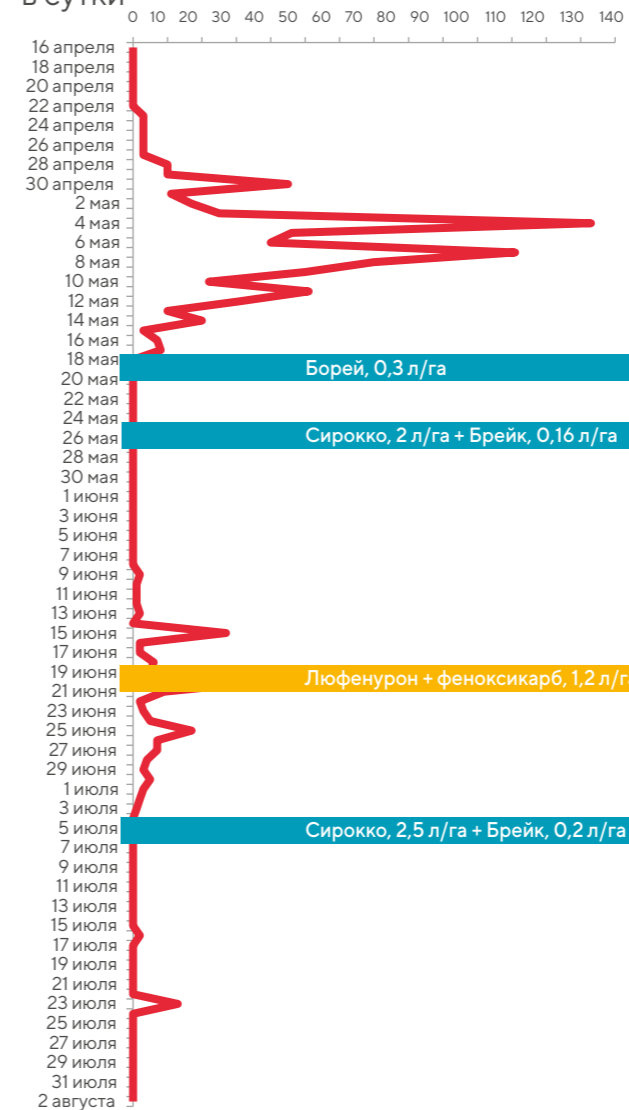 в сутки
0 10 20 30 40 50 60 70 80 90 100 110 120 130 140
16 апреля
18 апреля
20 апреля
22 апреля
24 апреля
26 апреля
28 апреля
30 апреля
2 мая
4 мая
6 мая
8 мая
10 мая
12 мая
14 мая
16 мая
18 мая
Борей, 0,3 л/га
20 мая
22 мая
24 мая
26 мая
Сирокко, 2 л/га + Брейк, 0,16 л/га
28 мая
30 мая
1 июня
3 июня
5 июня
7 июня
9 июня
11 июня
13 июня
15 июня
17 июня
19 июня
Люфенурон + феноксикарб, 1,2 л/га
21 июня
23 июня
25 июня
27 июня
29 июня
1 июля
3 июля
5 июля
Сирокко, 2,5 л/га + Брейк, 0,2 л/га
7 июля
9 июля
11 июля
13 июля
15 июля
17 июля
19 июля
21 июля
23 июля
25 июля
27 июля
29 июля
31 июля
2 августа